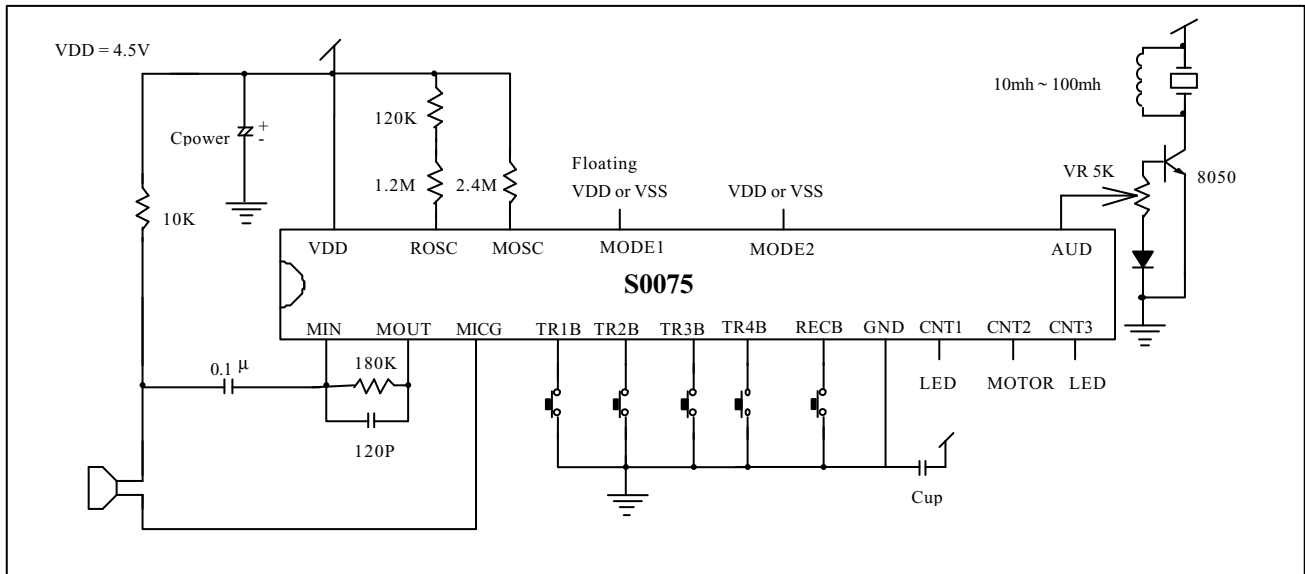 VDD = 4.5V
10mh ~ 100mh
Cpower
+
-
120K
1.2M
2.4M
Floating
VDD or VSS
VDD or VSS
VR 5K
8050
10K
VDD ROSC MOSC MODE1 MODE2 AUD
S0075
MIN MOUT MICG TR1B TR2B TR3B TR4B RECB GND CNT1 CNT2 CNT3
0.1 μ
180K
LED MOTOR LED
120P
Cup